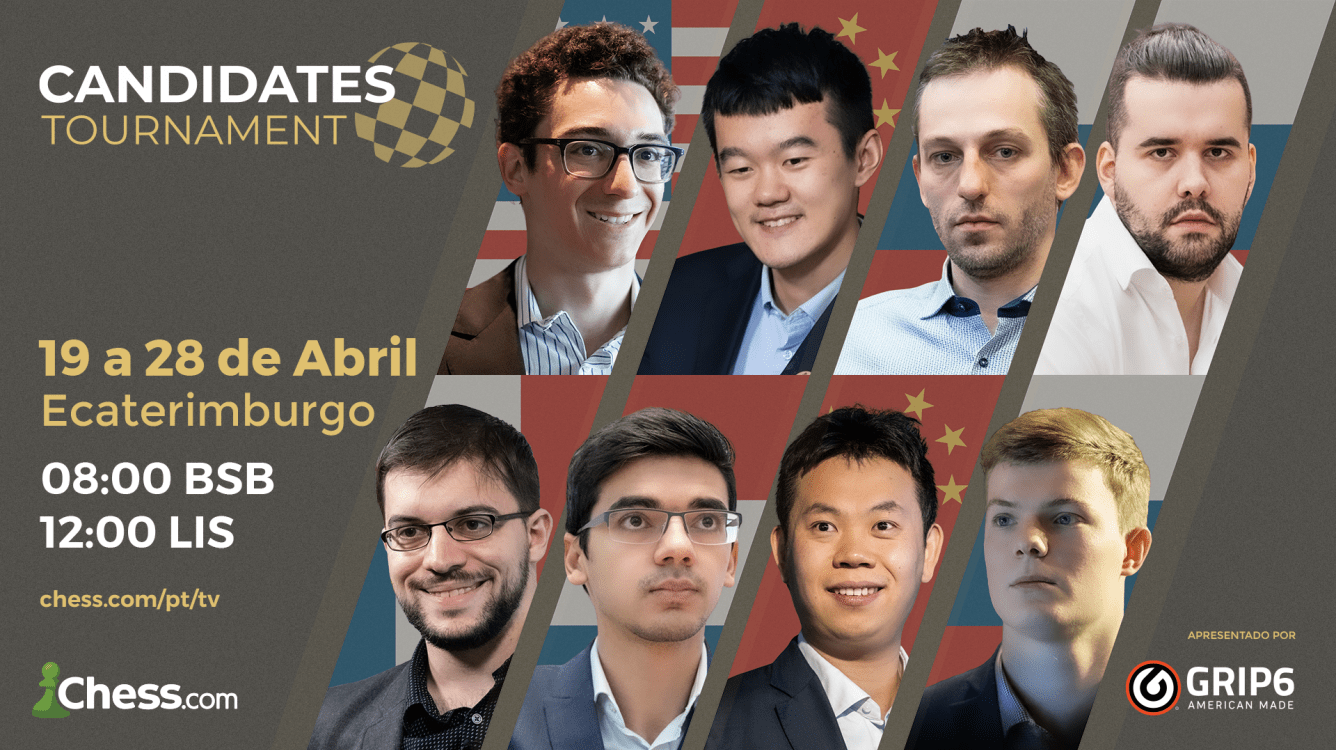 CANDIDATES
TOURNAMENT
19 a 28 de Abril
Ecaterimburgo
08:00 BSB
12:00 LIS
chess.com/pt/tv
Chess.com
APRESENTADO POR
GRIP6
AMERICAN MADE